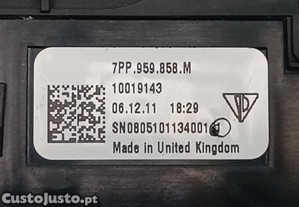 7PP.959.858.M
10019143
06.12.11 18:29
SN0805101134001
Made in United Kingdom
CustoJusto.pt